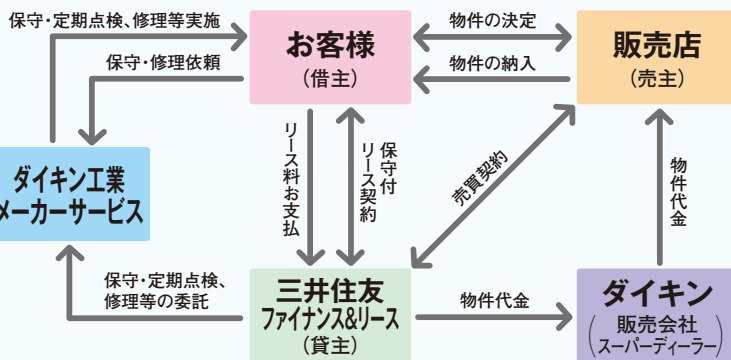 保守・定期点検、修理等実施
保守・修理依頼
お客様
(借主)
物件の決定
物件の納入
販売店
(売主)
ダイキン工業
メーカーサービス
リース料お支払
保守付
リース契約
売買契約
物件代金
保守・定期点検、
修理等の委託
三井住友
ファイナンス&リース
(貸主)
物件代金
ダイキン
(販売会社
スーパーディーラー)